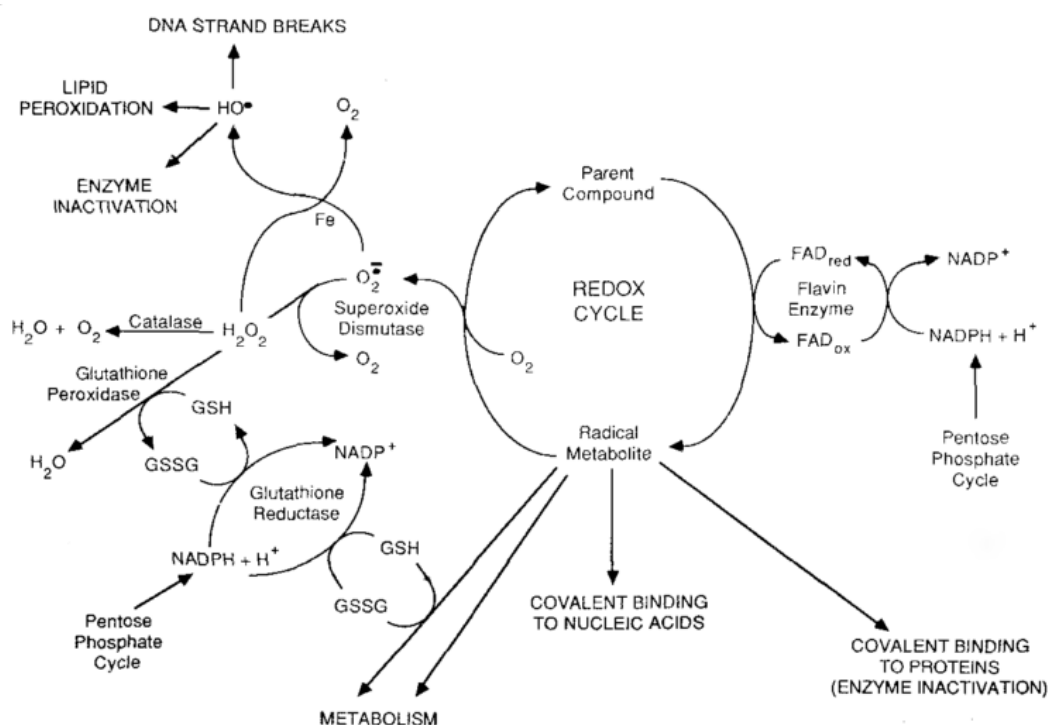 DNA STRAND BREAKS
LIPID
PEROXIDATION
HO•
O2
ENZYME
INACTIVATION
Fe
Parent
Compound
O2•−
REDOX
CYCLE
FADred
Flavin
Enzyme
FADox
NADP+
NADPH + H+
Superoxide
Dismutase
H2O + O2
Catalase
H2O2
O2
O2
Glutathione
Peroxidase
GSH
GSSG
H2O
NADP+
Radical
Metabolite
Pentose
Phosphate
Cycle
Glutathione
Reductase
NADPH + H+
GSH
GSSG
Pentose
Phosphate
Cycle
COVALENT BINDING
TO NUCLEIC ACIDS
COVALENT BINDING
TO PROTEINS
(ENZYME INACTIVATION)
METABOLISM